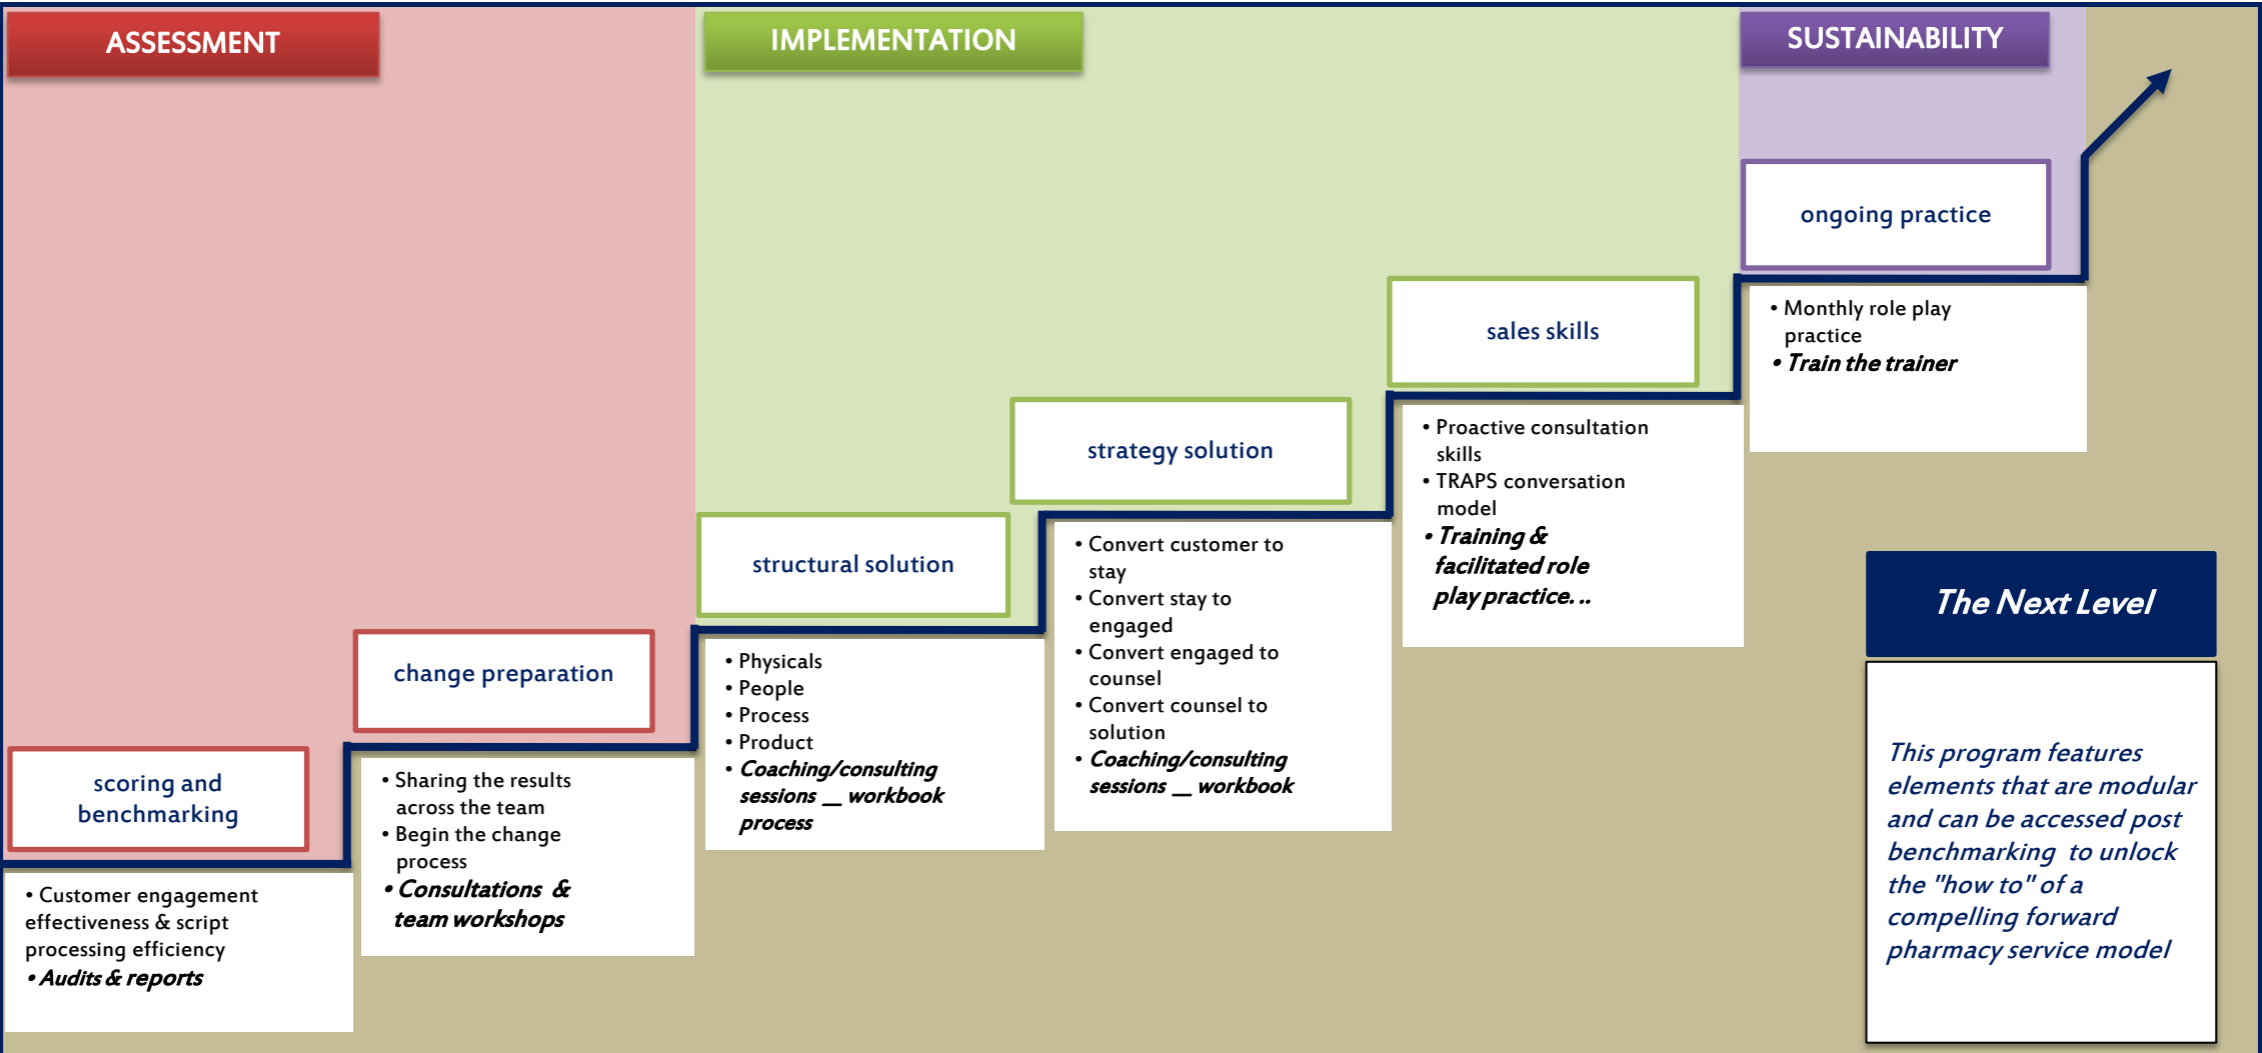 ASSESSMENT
IMPLEMENTATION
SUSTAINABILITY
scoring and
benchmarking
• Customer engagement
effectiveness & script
processing efficiency
• Audits & reports
change preparation
• Sharing the results
across the team
• Begin the change
process
• Consultations &
team workshops
structural solution
• Physicals
• People
• Process
• Product
• Coaching/consulting
sessions __ workbook
process
strategy solution
• Convert customer to
stay
• Convert stay to
engaged
• Convert engaged to
counsel
• Convert counsel to
solution
• Coaching/consulting
sessions __ workbook
sales skills
• Proactive consultation
skills
• TRAPS conversation
model
• Training &
facilitated role
play practice...
ongoing practice
• Monthly role play
practice
• Train the trainer
The Next Level
This program features
elements that are modular
and can be accessed post
benchmarking to unlock
the "how to" of a
compelling forward
pharmacy service model